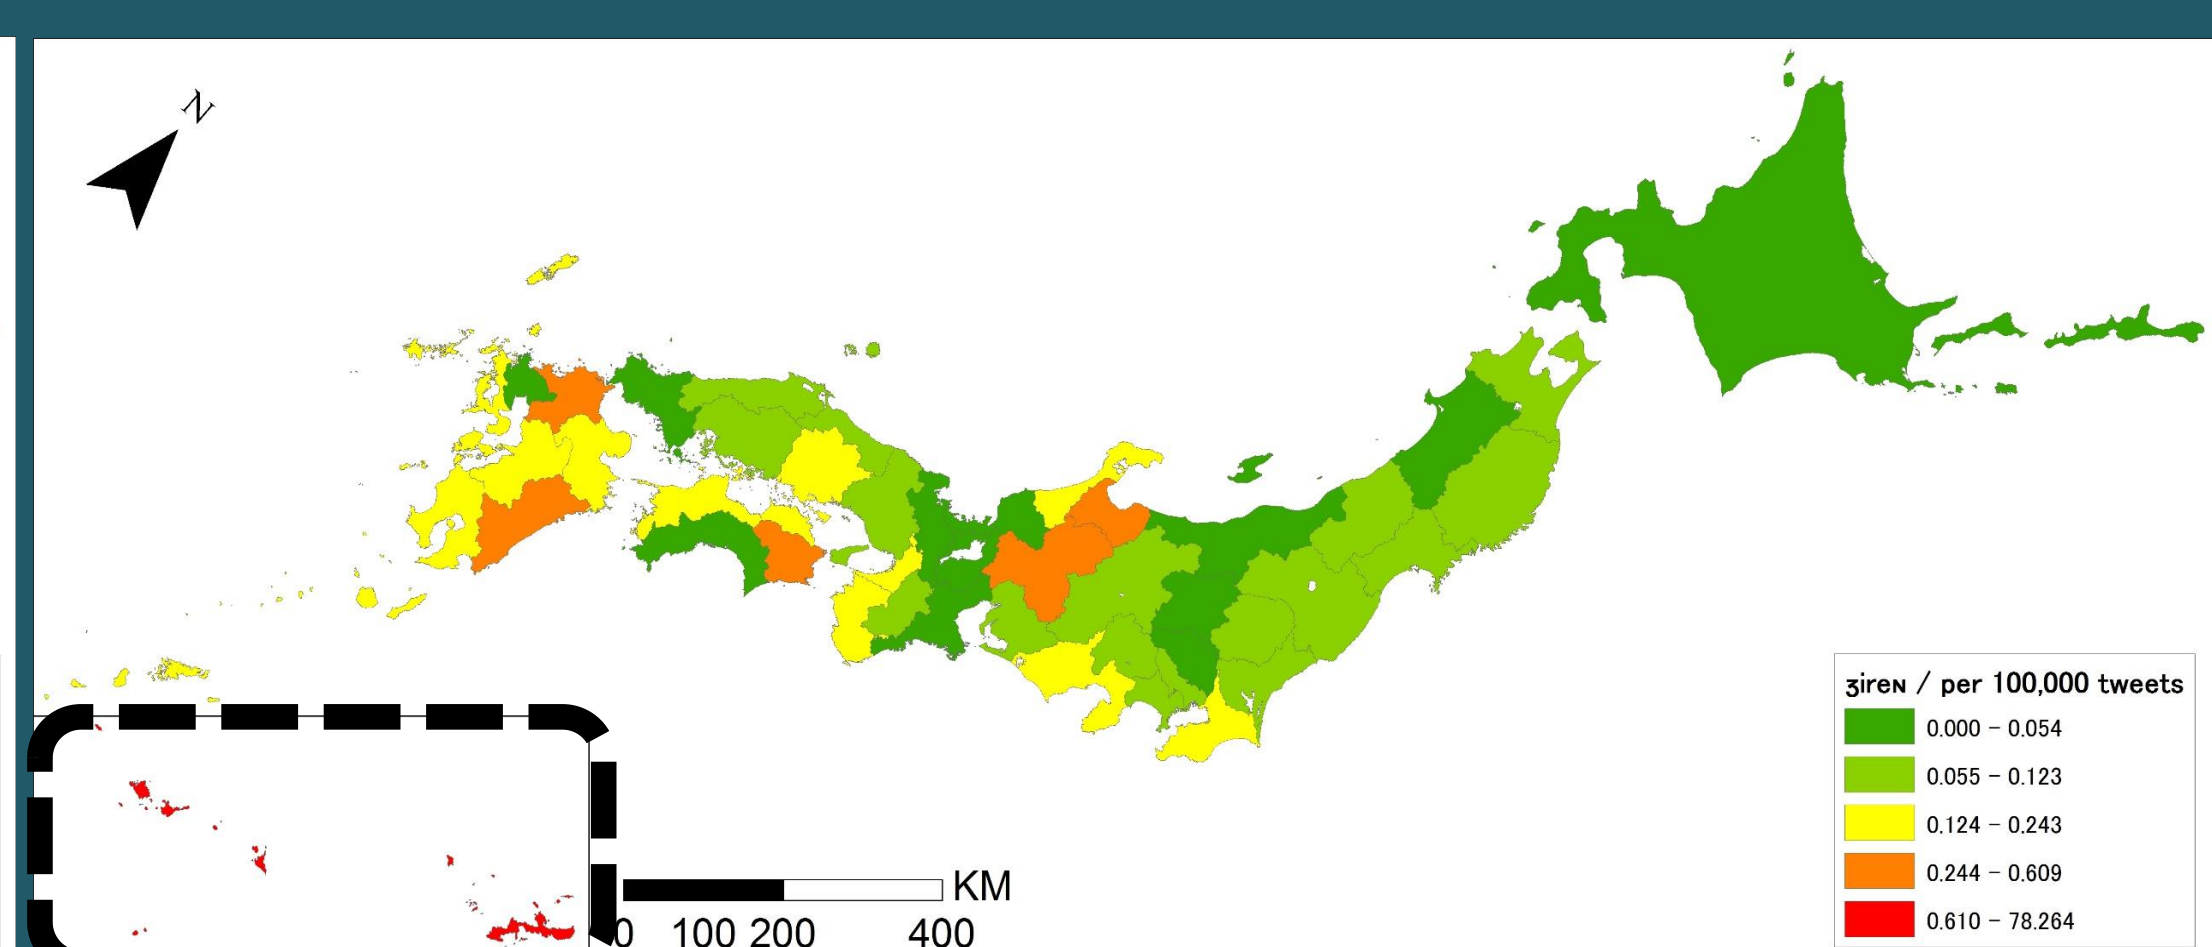 N
ʒireɴ / per 100,000 tweets
0.000 − 0.054
0.055 − 0.123
0.124 − 0.243
0.244 − 0.609
0.610 − 78.264
KM
0 100 200 400